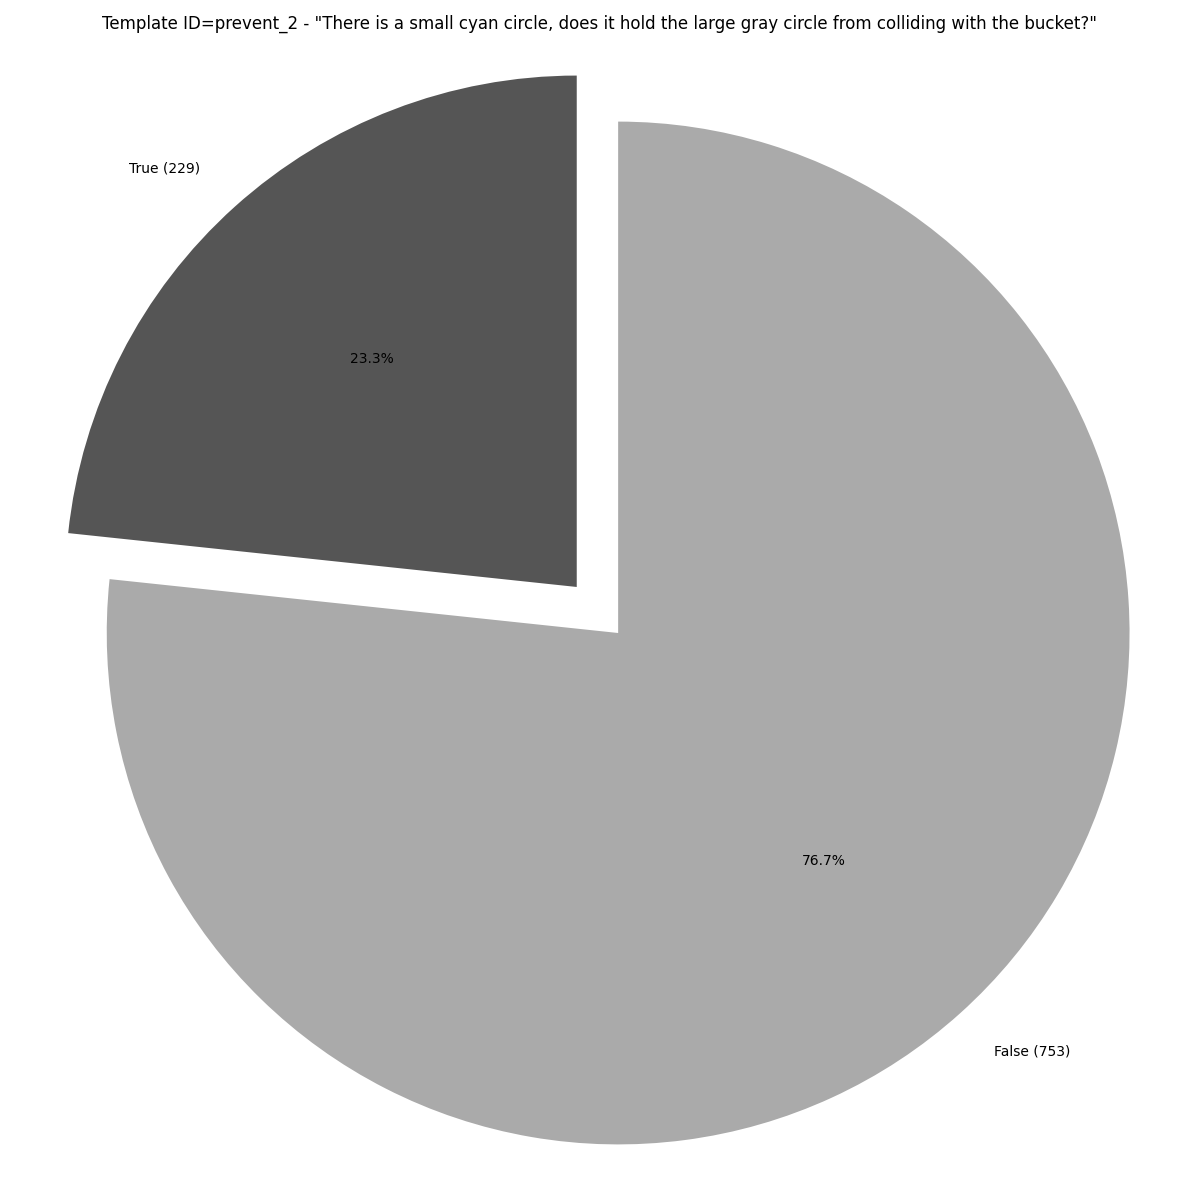 Template ID=prevent_2 - "There is a small cyan circle, does it hold the large gray circle from colliding with the bucket?"
True (229)
23.3%
76.7%
False (753)